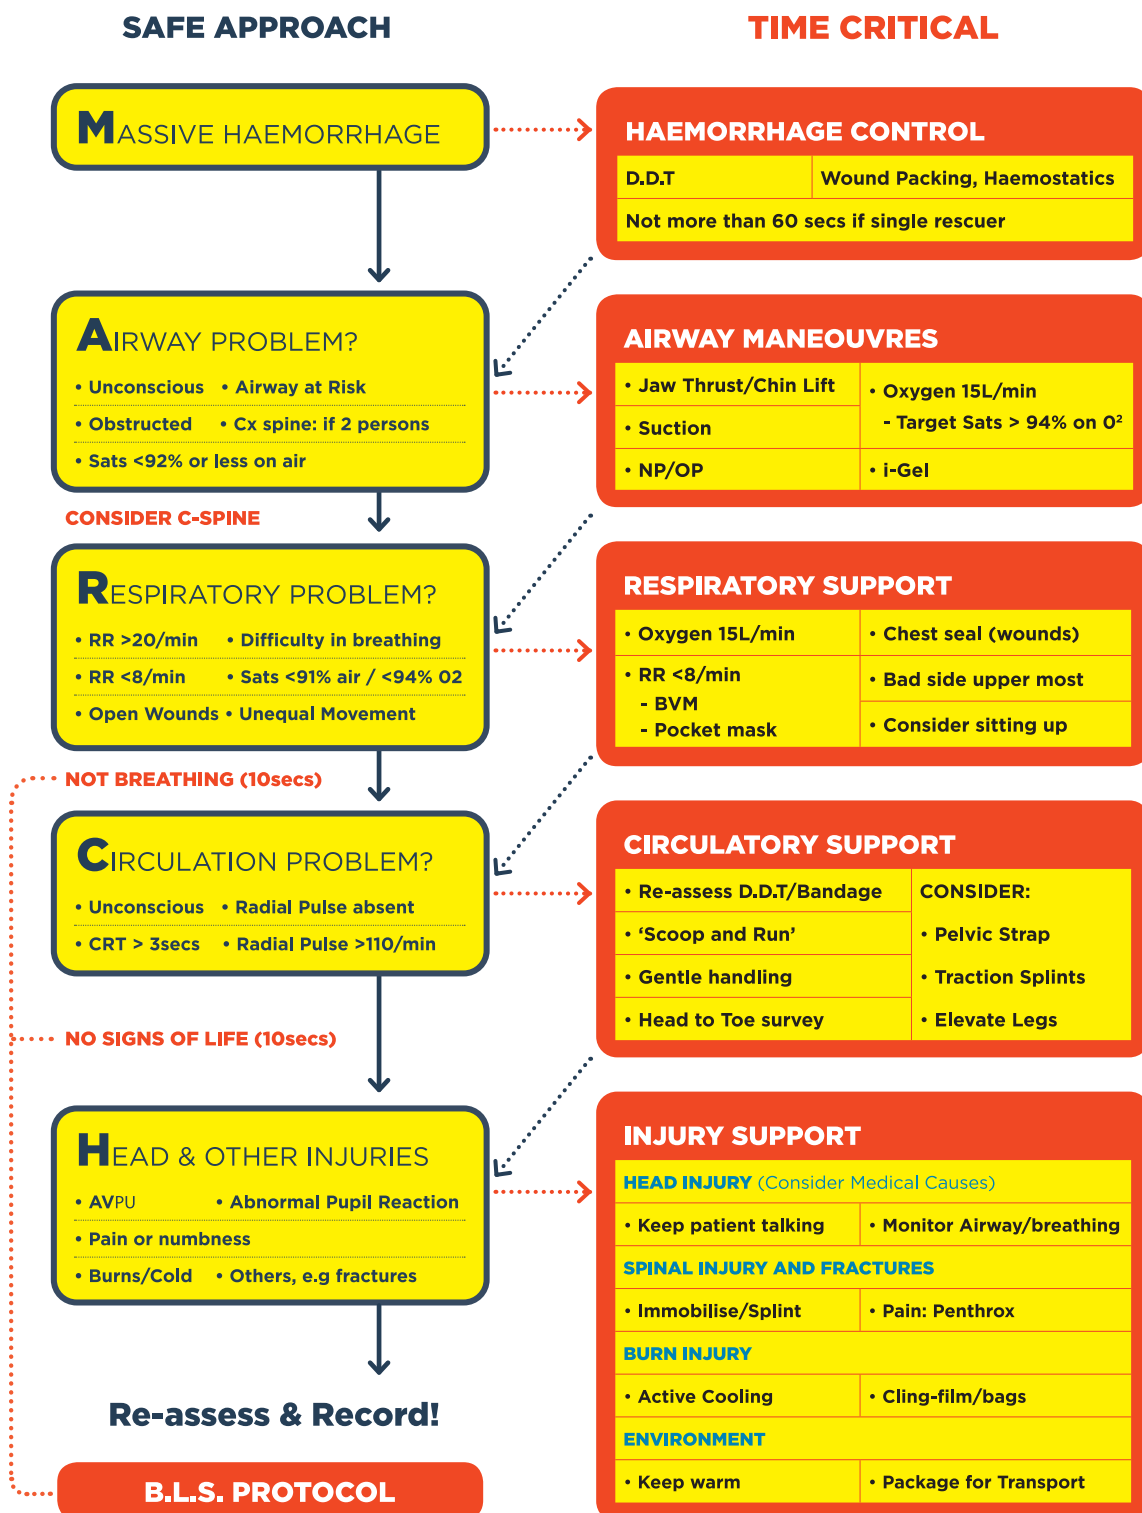 SAFE APPROACH
TIME CRITICAL
MASSIVE HAEMORRHAGE
HAEMORRHAGE CONTROL
D.D.T
Wound Packing, Haemostatics
Not more than 60 secs if single rescuer
AIRWAY PROBLEM?
• Unconscious • Airway at Risk
• Obstructed • Cx spine: if 2 persons
• Sats <92% or less on air
AIRWAY MANEOUVRES
• Jaw Thrust/Chin Lift
• Suction
• NP/OP
• Oxygen 15L/min
- Target Sats > 94% on 0²
• i-Gel
CONSIDER C-SPINE
RESPIRATORY PROBLEM?
• RR >20/min • Difficulty in breathing
• RR <8/min • Sats <91% air / <94% 02
• Open Wounds • Unequal Movement
RESPIRATORY SUPPORT
• Oxygen 15L/min
• RR <8/min
- BVM
- Pocket mask
• Chest seal (wounds)
• Bad side upper most
• Consider sitting up
NOT BREATHING (10secs)
CIRCULATION PROBLEM?
• Unconscious • Radial Pulse absent
• CRT > 3secs • Radial Pulse >110/min
CIRCULATORY SUPPORT
• Re-assess D.D.T/Bandage
• ‘Scoop and Run’
• Gentle handling
• Head to Toe survey
CONSIDER:
• Pelvic Strap
• Traction Splints
• Elevate Legs
NO SIGNS OF LIFE (10secs)
HEAD & OTHER INJURIES
• AVPU • Abnormal Pupil Reaction
• Pain or numbness
• Burns/Cold • Others, e.g fractures
INJURY SUPPORT
HEAD INJURY (Consider Medical Causes)
• Keep patient talking • Monitor Airway/breathing
SPINAL INJURY AND FRACTURES
• Immobilise/Splint • Pain: Penthrox
BURN INJURY
• Active Cooling • Cling-film/bags
ENVIRONMENT
• Keep warm • Package for Transport
Re-assess & Record!
B.L.S. PROTOCOL